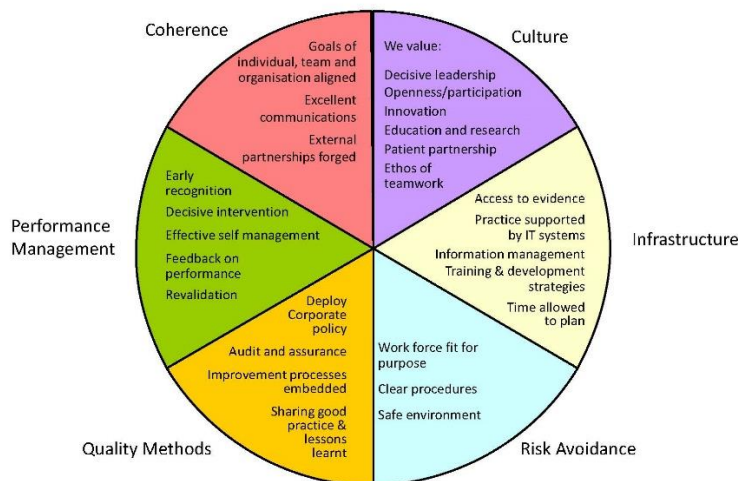 Coherence
Goals of
individual, team and
organisation aligned
Excellent
communications
External
partnerships forged
Culture
We value:
Decisive leadership
Openness/participation
Innovation
Education and research
Patient partnership
Ethos of
teamwork
Infrastructure
Access to evidence
Practice supported
by IT systems
Information management
Training & development
strategies
Time allowed
to plan
Risk Avoidance
Work force fit for
purpose
Clear procedures
Safe environment
Quality Methods
Deploy
Corporate
policy
Audit and assurance
Improvement processes
embedded
Sharing good
practice &
lessons
learnt
Performance
Management
Early
recognition
Decisive intervention
Effective self management
Feedback on
performance
Revalidation